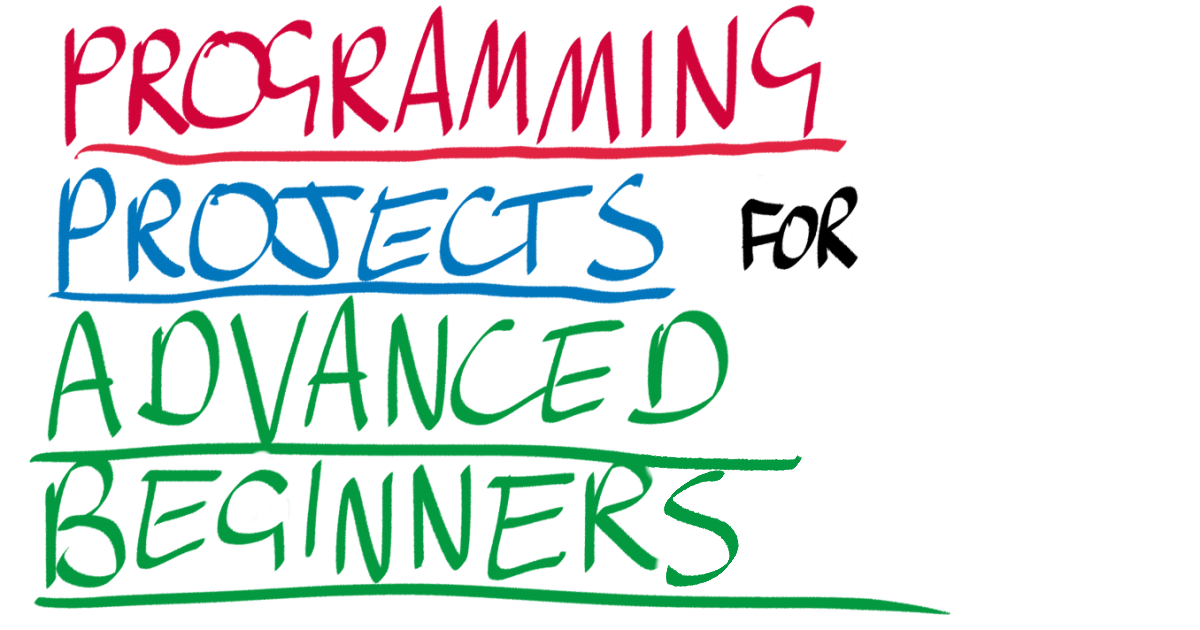 PROGRAMMING
PROJECTS FOR
ADVANCED
BEGINNERS